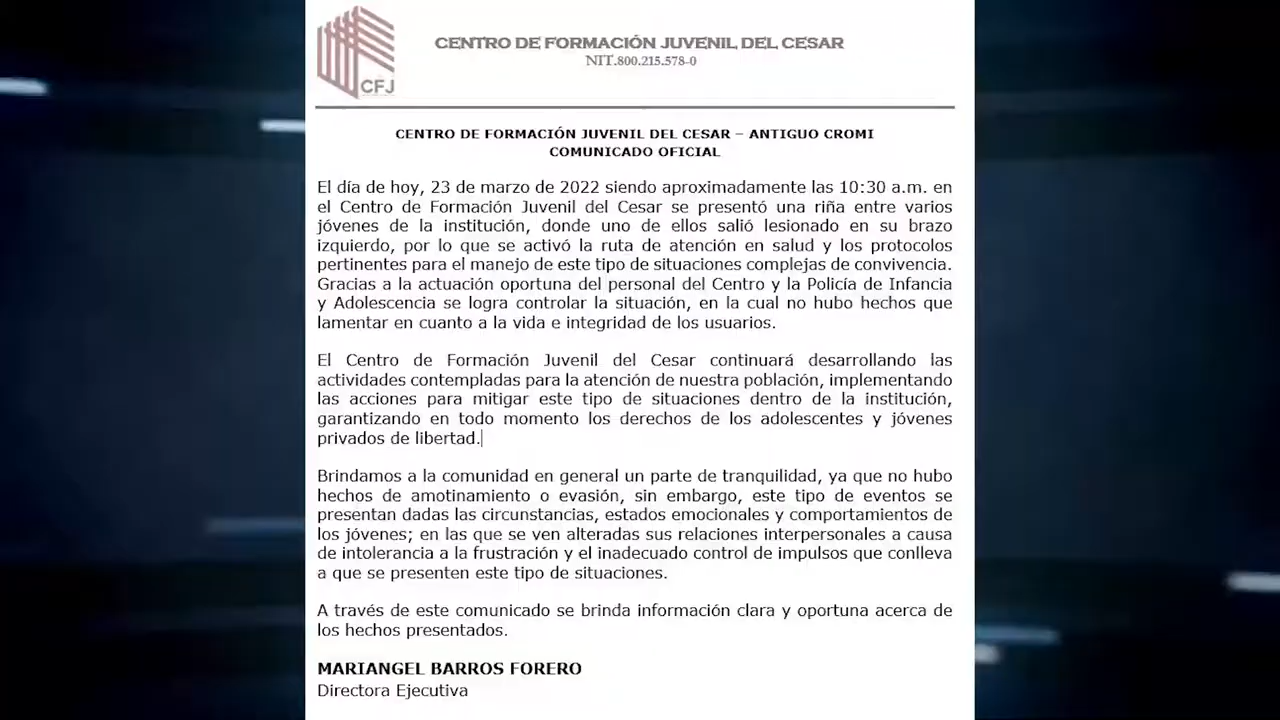 CFJ
CENTRO DE FORMACIÓN JUVENIL DEL CESAR
NIT.800.215.578-0
CENTRO DE FORMACIÓN JUVENIL DEL CESAR – ANTIGUO CROMI
COMUNICADO OFICIAL
El día de hoy, 23 de marzo de 2022 siendo aproximadamente las 10:30 a.m. en
el Centro de Formación Juvenil del Cesar se presentó una riña entre varios
jóvenes de la institución, donde uno de ellos salió lesionado en su brazo
izquierdo, por lo que se activó la ruta de atención en salud y los protocolos
pertinentes para el manejo de este tipo de situaciones complejas de convivencia.
Gracias a la actuación oportuna del personal del Centro y la Policía de Infancia
y Adolescencia se logra controlar la situación, en la cual no hubo hechos que
lamentar en cuanto a la vida e integridad de los usuarios.
El Centro de Formación Juvenil del Cesar continuará desarrollando las
actividades contempladas para la atención de nuestra población, implementando
las acciones para mitigar este tipo de situaciones dentro de la institución,
garantizando en todo momento los derechos de los adolescentes y jóvenes
privados de libertad.
Brindamos a la comunidad en general un parte de tranquilidad, ya que no hubo
hechos de amotinamiento o evasión, sin embargo, este tipo de eventos se
presentan dadas las circunstancias, estados emocionales y comportamientos de
los jóvenes; en las que se ven alteradas sus relaciones interpersonales a causa
de intolerancia a la frustración y el inadecuado control de impulsos que conlleva
a que se presenten este tipo de situaciones.
A través de este comunicado se brinda información clara y oportuna acerca de
los hechos presentados.
MARIANGEL BARROS FORERO
Directora Ejecutiva